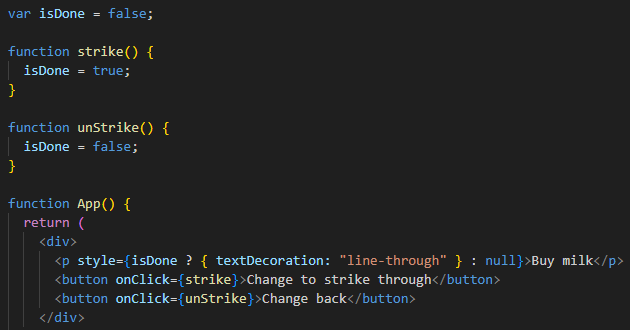 var isDone = false;
function strike() {
isDone = true;
}
function unStrike() {
isDone = false;
}
function App() {
return (
<div>
<p style={isDone ? { textDecoration: "line-through" } : null}>Buy milk</p>
<button onClick={strike}>Change to strike through</button>
<button onClick={unStrike}>Change back</button>
</div>